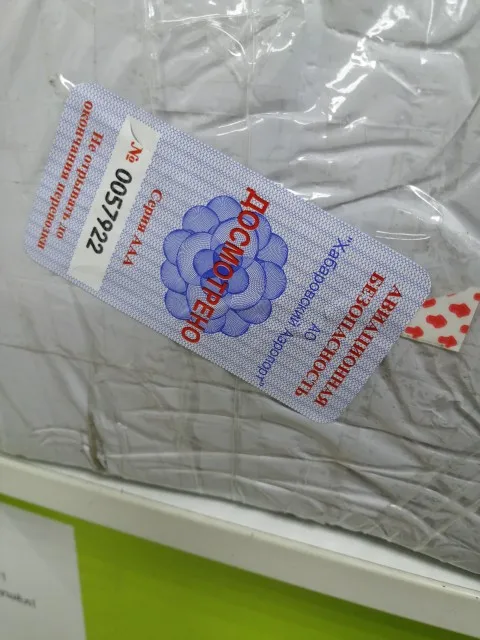 АВИАЦИОННАЯ
БЕЗОПАСНОСТЬ
АО
"Хабаровский Аэропорт"
ДОСМОТРЕНО
Серия ААА
№ 0057922
Не отрывать до
окончания перевозки